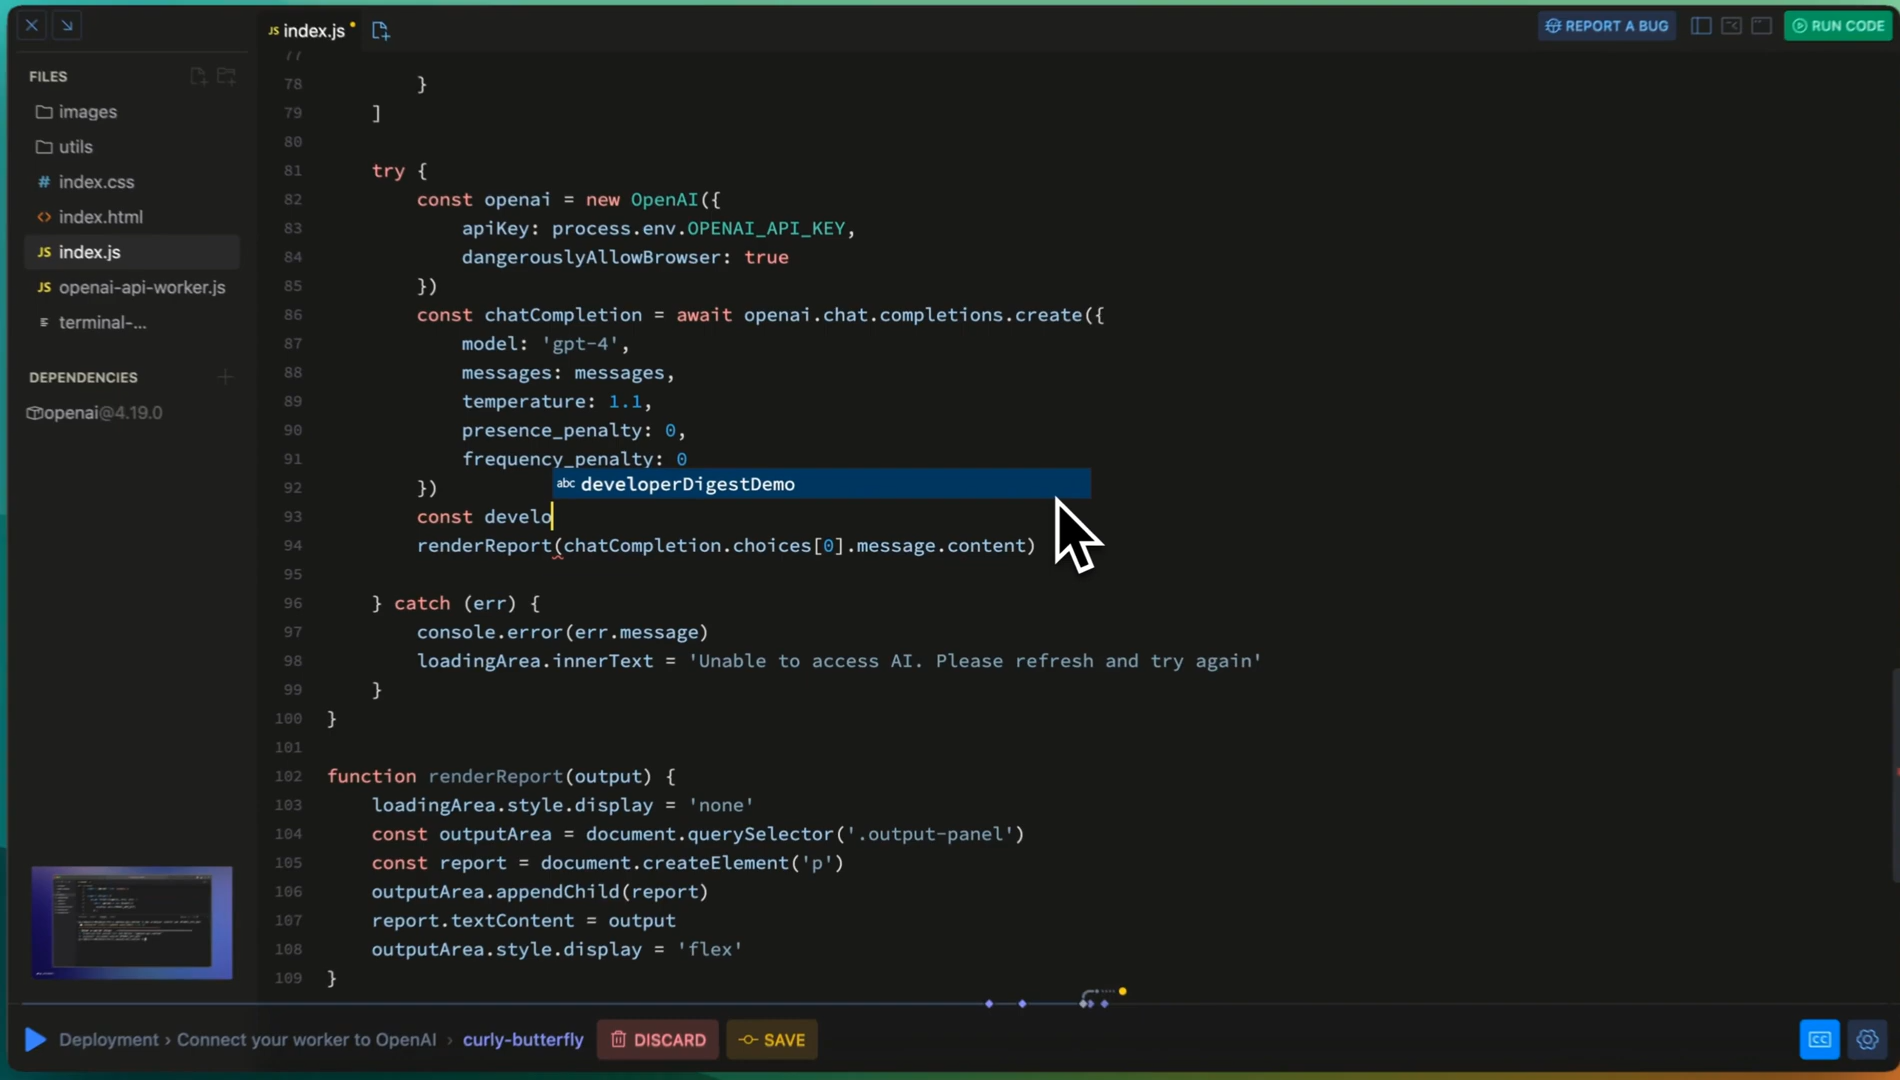 JS index.js
REPORT A BUG
RUN CODE
FILES
images
utils
# index.css
<> index.html
JS index.js
JS openai-api-worker.js
terminal-...
DEPENDENCIES
openai@4.19.0
77
78 }
79 ]
80
81 try {
82 const openai = new OpenAI({
83 apiKey: process.env.OPENAI_API_KEY,
84 dangerouslyAllowBrowser: true
85 })
86 const chatCompletion = await openai.chat.completions.create({
87 model: 'gpt-4',
88 messages: messages,
89 temperature: 1.1,
90 presence_penalty: 0,
91 frequency_penalty: 0
abc developerDigestDemo
92 })
93 const develo
94 renderReport(chatCompletion.choices[0].message.content)
95
96 } catch (err) {
97 console.error(err.message)
98 loadingArea.innerText = 'Unable to access AI. Please refresh and try again'
99 }
100 }
101
102 function renderReport(output) {
103 loadingArea.style.display = 'none'
104 const outputArea = document.querySelector('.output-panel')
105 const report = document.createElement('p')
106 outputArea.appendChild(report)
107 report.textContent = output
108 outputArea.style.display = 'flex'
109 }
Deployment › Connect your worker to OpenAI › curly-butterfly
DISCARD
SAVE
CC